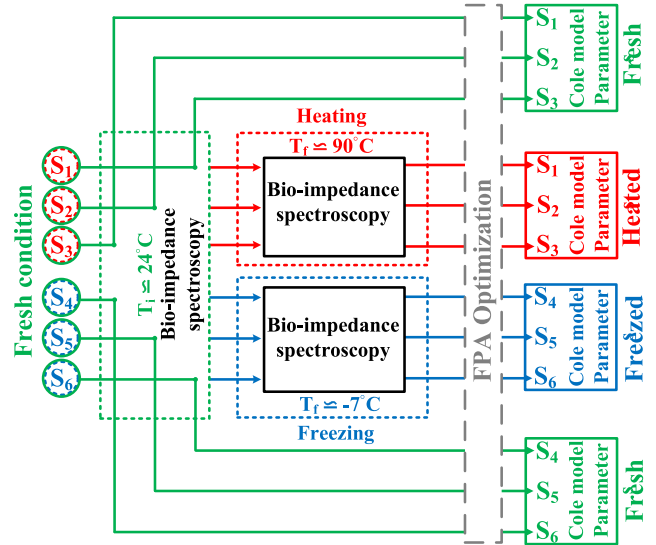 Fresh condition
S1
S2
S3
S4
S5
S6
Ti ≌ 24°C
Bio-impedance
spectroscopy
Heating
Tf ≌ 90°C
Bio-impedance
spectroscopy
Bio-impedance
spectroscopy
Tf ≌ -7°C
Freezing
FPA Optimization
S1
S2
S3
Cole model
Parameter
Fresh
S1
S2
S3
Cole model
Parameter
Heated
S4
S5
S6
Cole model
Parameter
Freezed
S4
S5
S6
Cole model
Parameter
Fresh